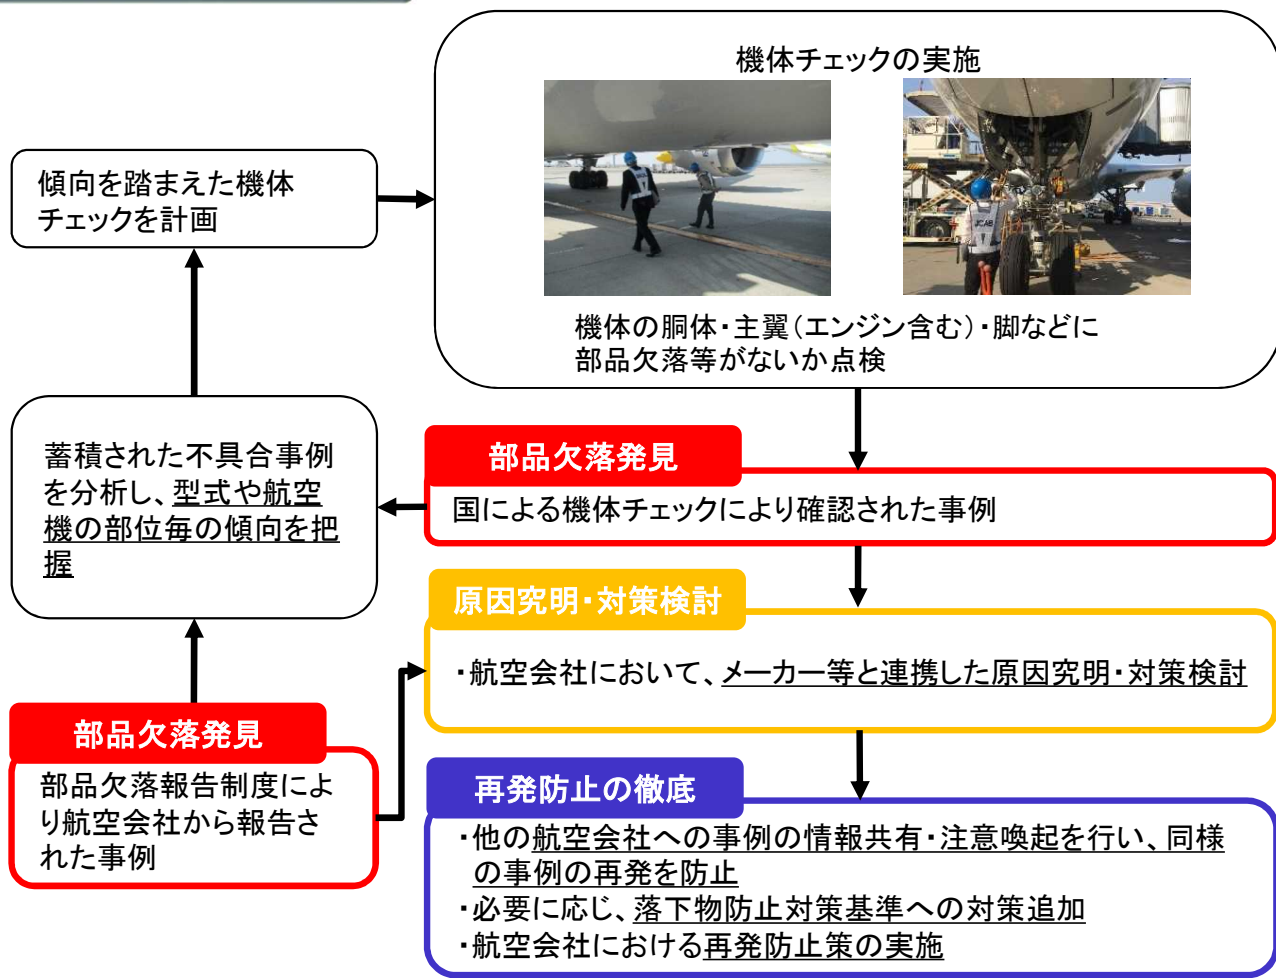 機体チェックの実施
JCAB
機体の胴体・主翼(エンジン含む)・脚などに
部品欠落等がないか点検
傾向を踏まえた機体
チェックを計画
蓄積された不具合事例
を分析し、型式や航空
機の部位毎の傾向を把
握
部品欠落発見
国による機体チェックにより確認された事例
原因究明・対策検討
・航空会社において、メーカー等と連携した原因究明・対策検討
部品欠落発見
部品欠落報告制度によ
り航空会社から報告さ
れた事例
再発防止の徹底
・他の航空会社への事例の情報共有・注意喚起を行い、同様
の事例の再発を防止
・必要に応じ、落下物防止対策基準への対策追加
・航空会社における再発防止策の実施